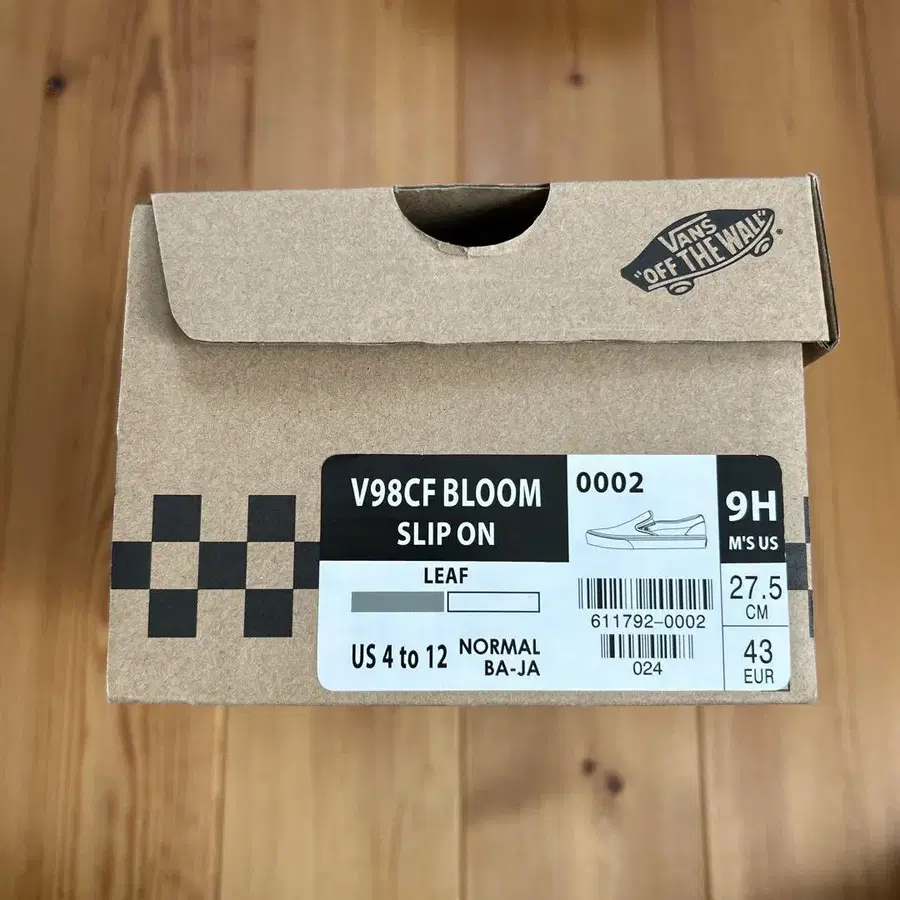 VANS
"OFF THE WALL"
V98CF BLOOM
SLIP ON
0002
9H
M'S US
LEAF
611792-0002
27.5
CM
US 4 to 12
NORMAL
BA-JA
024
43
EUR